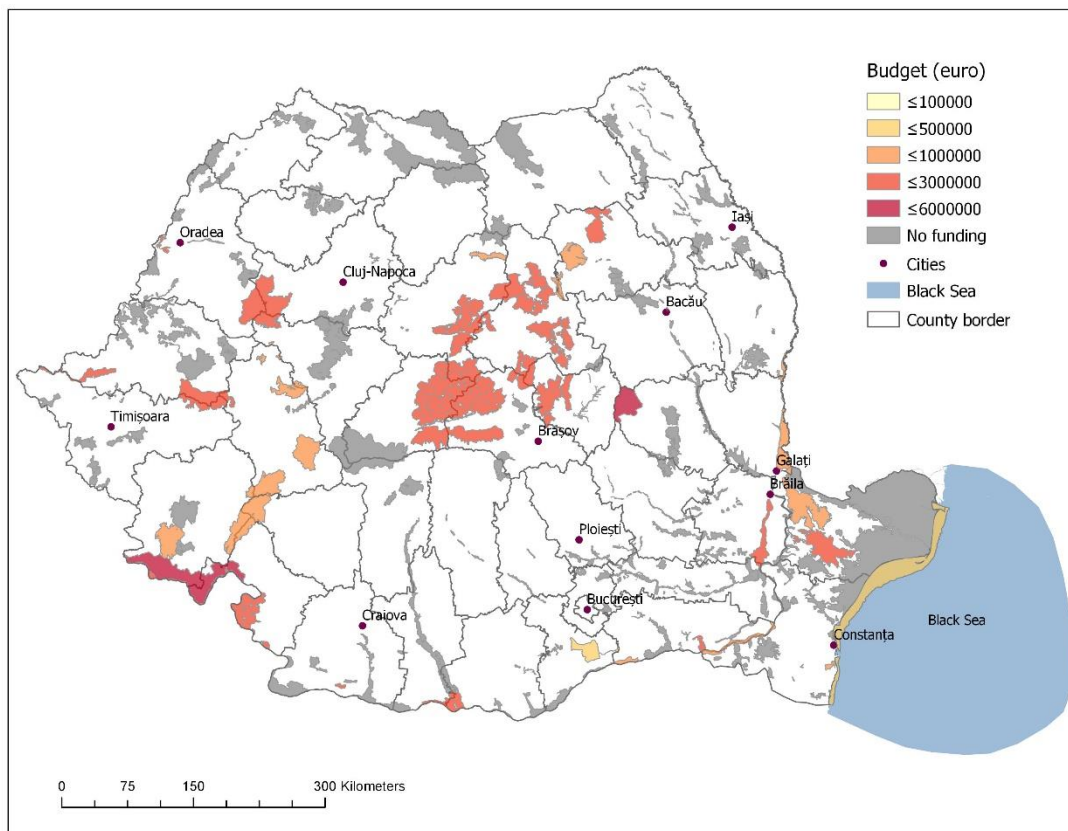 Budget (euro)
≤100000
≤500000
≤1000000
≤3000000
≤6000000
No funding
Cities
Black Sea
County border
Iași
Oradea
Cluj-Napoca
Bacău
Timișoara
Brașov
Galați
Brăila
Ploiești
București
Craiova
Constanța
Black Sea
0 75 150 300 Kilometers